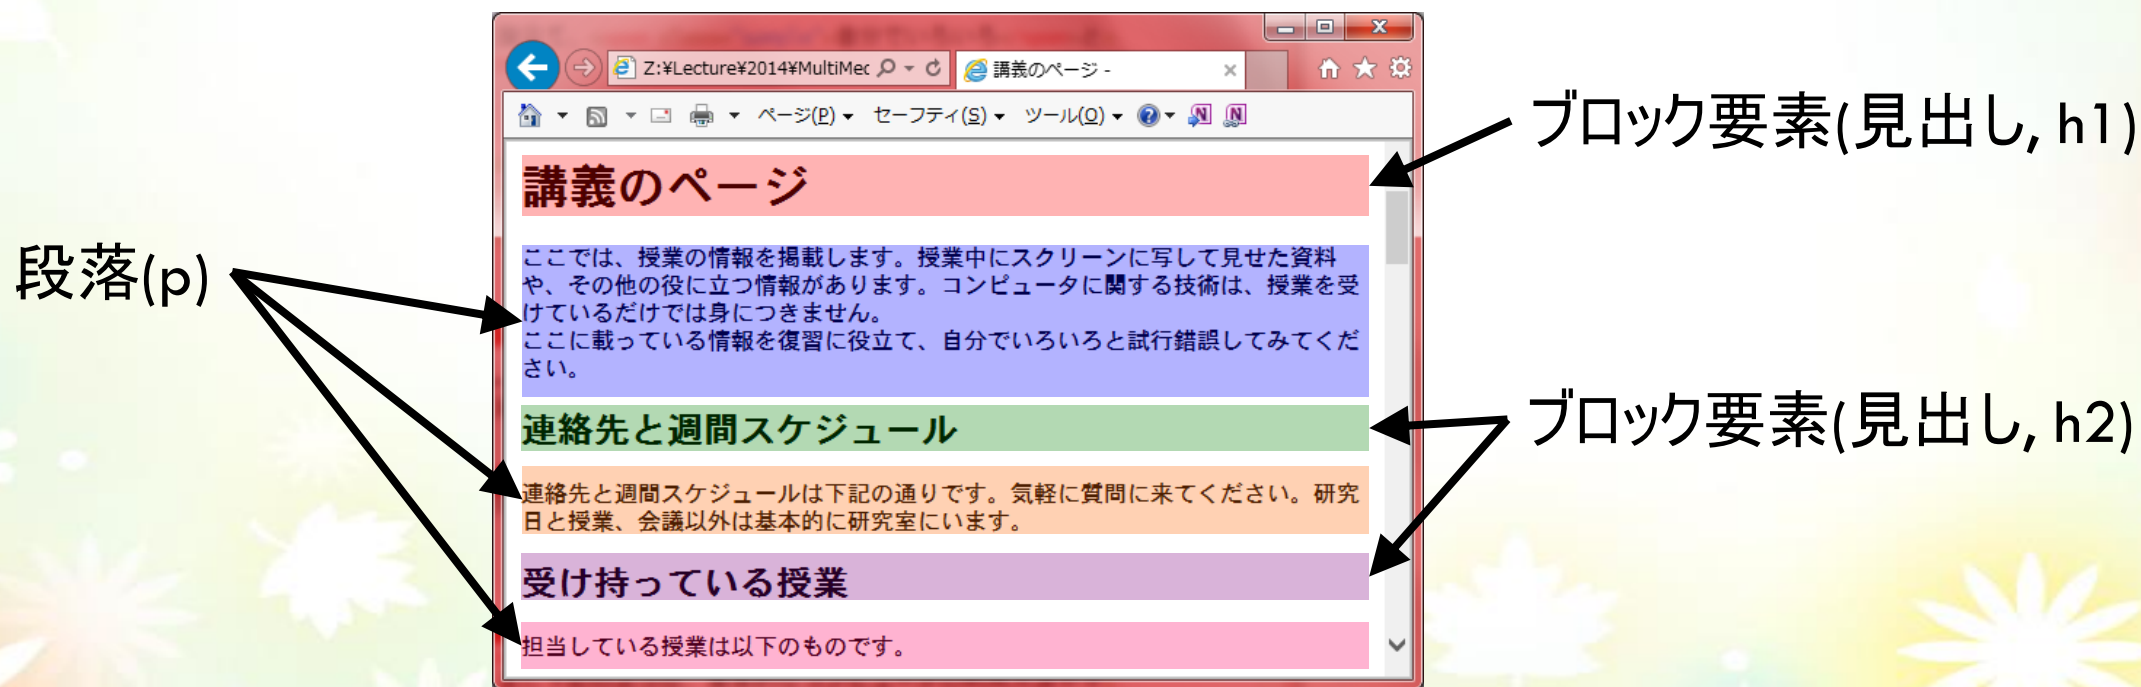 Z:¥Lecture¥2014¥MultiMec
講義のページ -
ページ(P) セーフティ(S) ツール(O)
ブロック要素(見出し, h1)
講義のページ
段落(p)
ここでは、授業の情報を掲載します。授業中にスクリーンに写して見せた資料
や、その他の役に立つ情報があります。コンピュータに関する技術は、授業を受
けているだけでは身につきません。
ここに載っている情報を復習に役立て、自分でいろいろと試行錯誤してみてくだ
さい。
ブロック要素(見出し, h2)
連絡先と週間スケジュール
連絡先と週間スケジュールは下記の通りです。気軽に質問に来てください。研究
日と授業、会議以外は基本的に研究室にいます。
受け持っている授業
担当している授業は以下のものです。